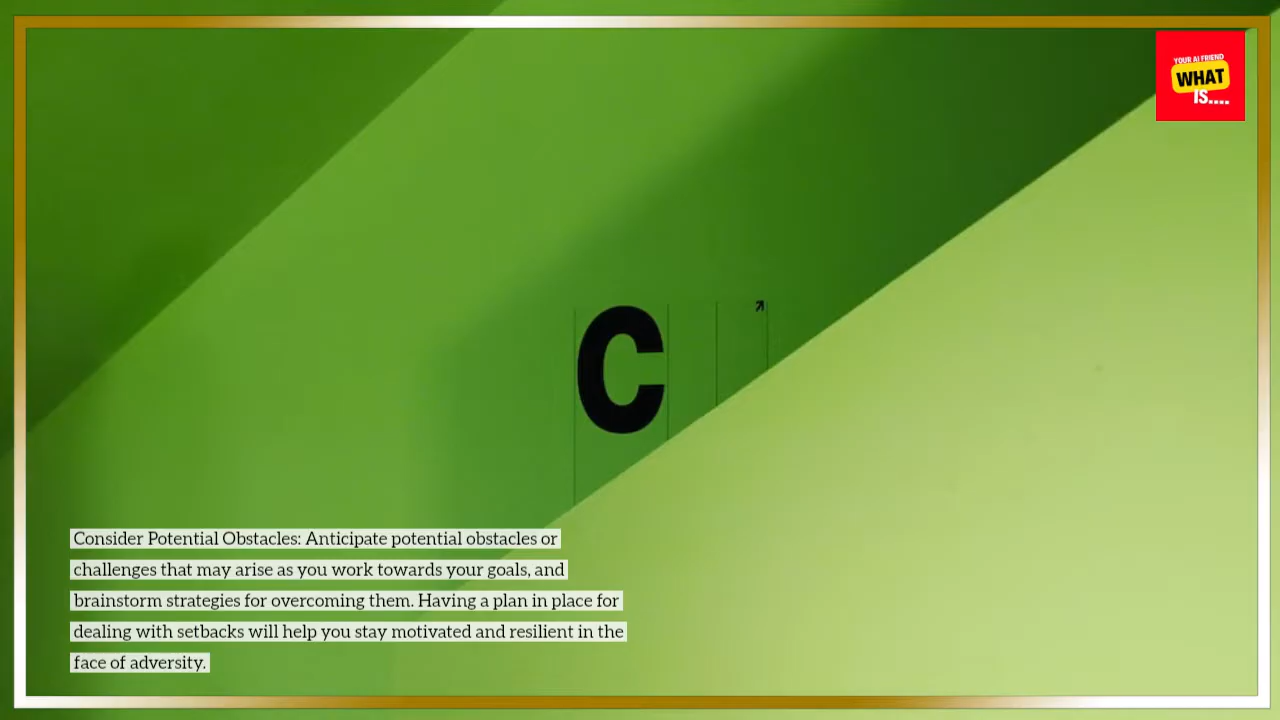 YOUR AI FRIEND
WHAT
IS....
C
Consider Potential Obstacles: Anticipate potential obstacles or
challenges that may arise as you work towards your goals, and
brainstorm strategies for overcoming them. Having a plan in place for
dealing with setbacks will help you stay motivated and resilient in the
face of adversity.